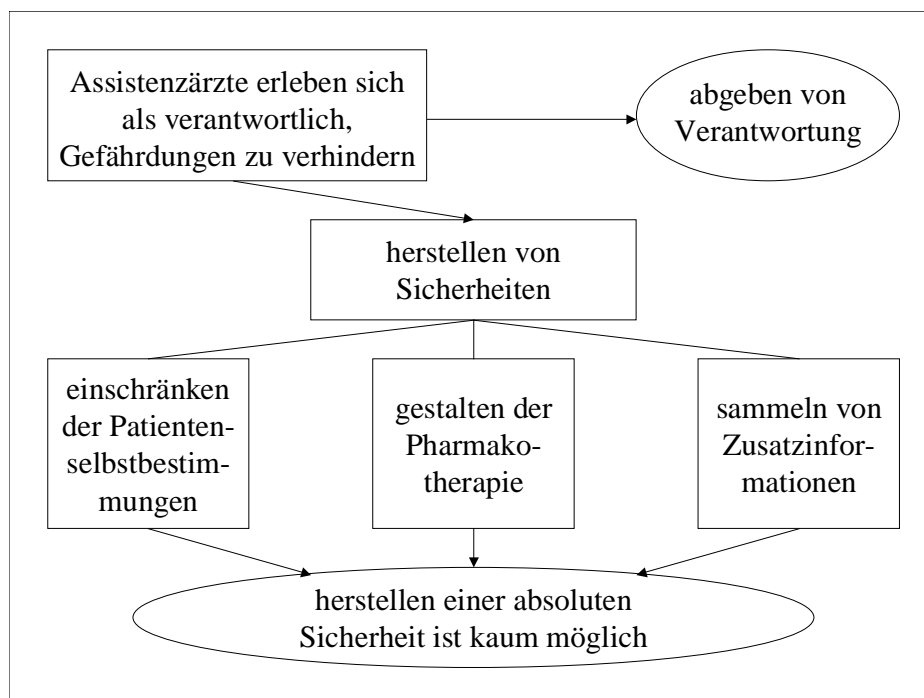 Assistenzärzte erleben sich
als verantwortlich,
Gefährdungen zu verhindern
abgeben von
Verantwortung
herstellen von
Sicherheiten
einschränken
der Patienten-
selbstbestim-
mungen
gestalten der
Pharmako-
therapie
sammeln von
Zusatzinfor-
mationen
herstellen einer absoluten
Sicherheit ist kaum möglich